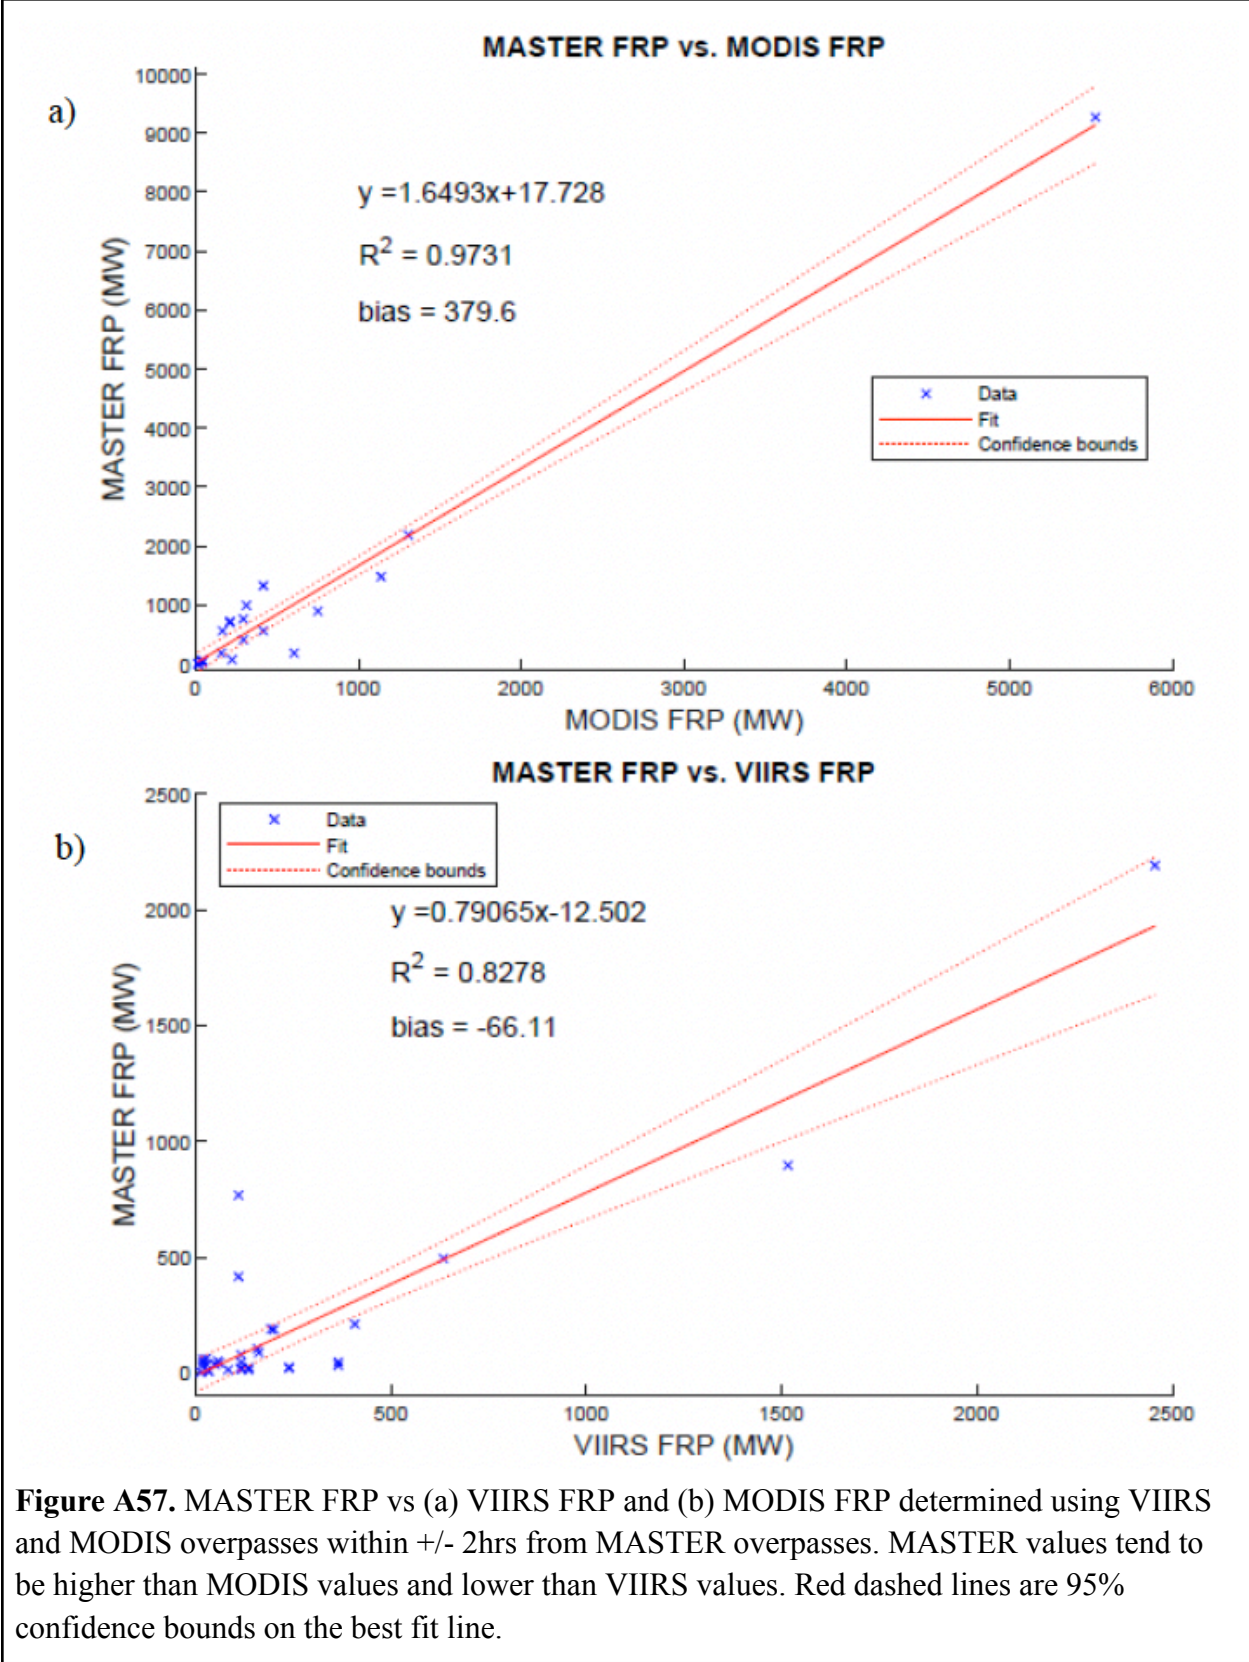 MASTER FRP vs. MODIS FRP
a)
10000
9000
8000
7000
6000
5000
4000
3000
2000
1000
0
MASTER FRP (MW)
y =1.6493x+17.728
R² = 0.9731
bias = 379.6
Data
Fit
Confidence bounds
0 1000 2000 3000 4000 5000 6000
MODIS FRP (MW)
MASTER FRP vs. VIIRS FRP
b)
2500
2000
1500
1000
500
0
MASTER FRP (MW)
Data
Fit
Confidence bounds
y =0.79065x-12.502
R² = 0.8278
bias = -66.11
0 500 1000 1500 2000 2500
VIIRS FRP (MW)
Figure A57. MASTER FRP vs (a) VIIRS FRP and (b) MODIS FRP determined using VIIRS
and MODIS overpasses within +/- 2hrs from MASTER overpasses. MASTER values tend to
be higher than MODIS values and lower than VIIRS values. Red dashed lines are 95%
confidence bounds on the best fit line.